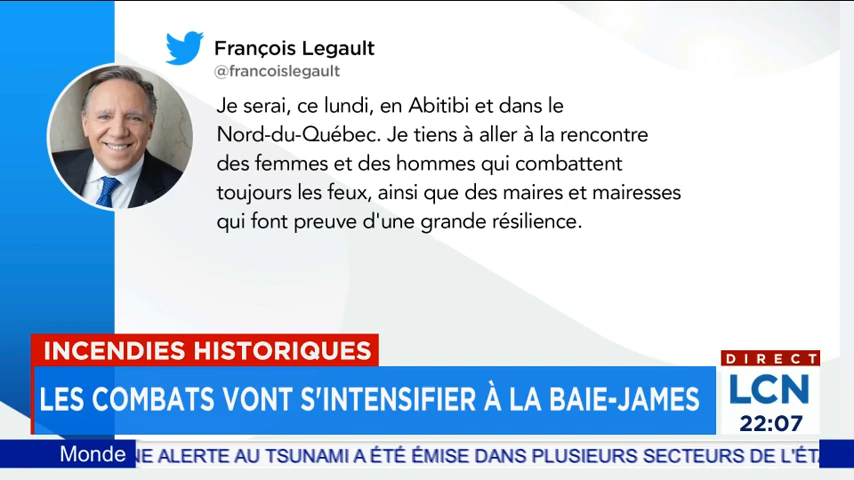 François Legault
@francoislegault
Je serai, ce lundi, en Abitibi et dans le
Nord-du-Québec. Je tiens à aller à la rencontre
des femmes et des hommes qui combattent
toujours les feux, ainsi que des maires et mairesses
qui font preuve d'une grande résilience.
INCENDIES HISTORIQUES
LES COMBATS VONT S'INTENSIFIER À LA BAIE-JAMES
DIRECT
LCN
22:07
Monde NE ALERTE AU TSUNAMI A ÉTÉ ÉMISE DANS PLUSIEURS SECTEURS DE L'ÉTA